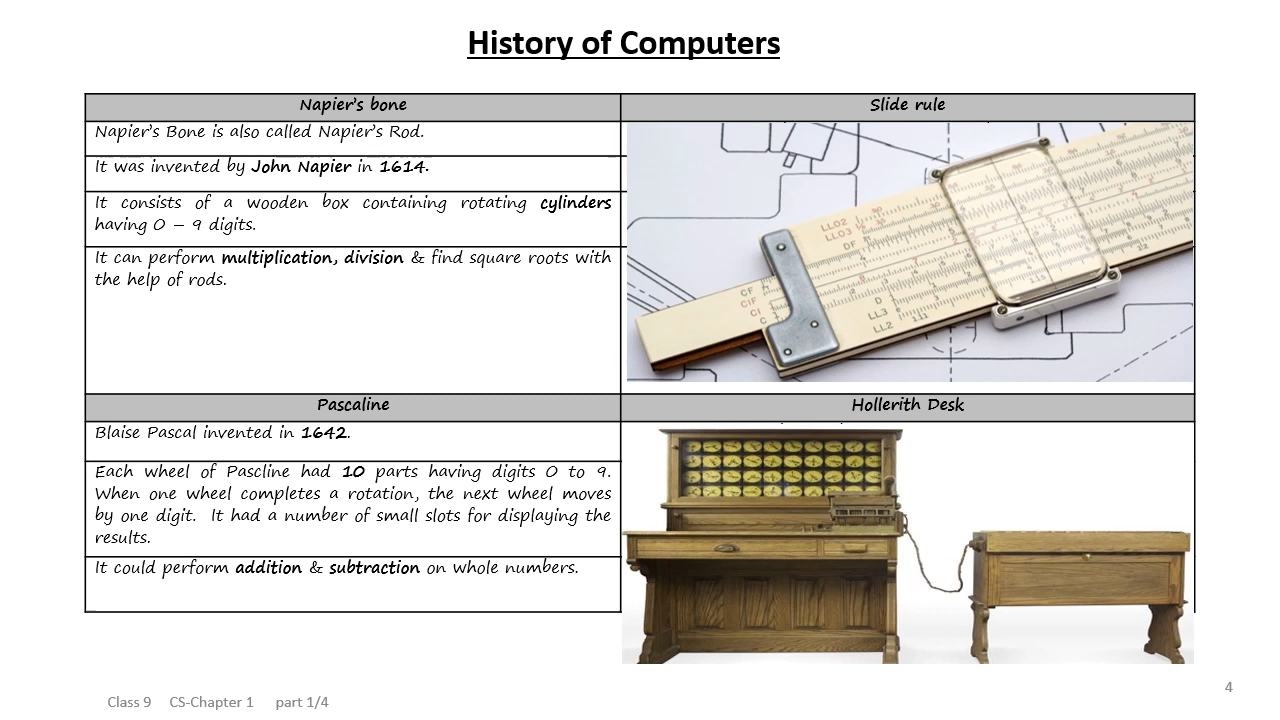 History of Computers
Napier's bone
Slide rule
Napier's Bone is also called Napier's Rod.
It was invented by John Napier in 1614.
It consists of a wooden box containing rotating cylinders
having 0 – 9 digits.
It can perform multiplication, division & find square roots with
the help of rods.
LL02
LL03
DF
CF
CIF
CI
C
D
LL3
LL2
Pascaline
Hollerith Desk
Blaise Pascal invented in 1642.
Each wheel of Pascline had 10 parts having digits 0 to 9.
When one wheel completes a rotation, the next wheel moves
by one digit. It had a number of small slots for displaying the
results.
It could perform addition & subtraction on whole numbers.
Class 9 CS-Chapter 1 part 1/4
4